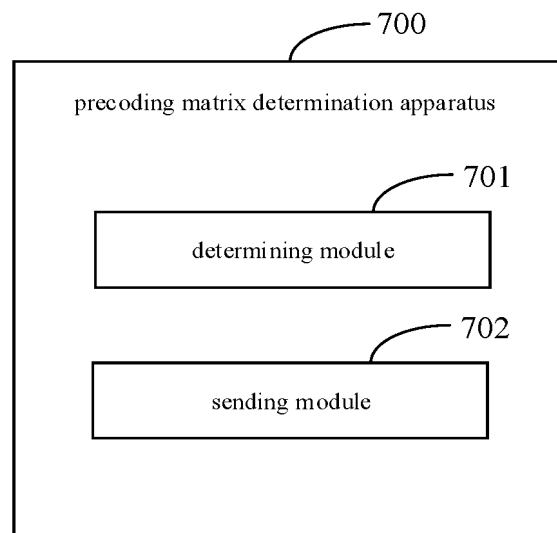 700
precoding matrix determination apparatus
701
determining module
702
sending module